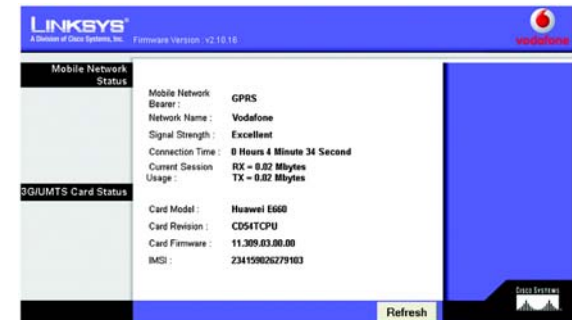 LINKSYS®
A Division of Cisco Systems, Inc.
Firmware Version : v2.10.16
vodafone
Mobile Network Status
Mobile Network Bearer : GPRS
Network Name : Vodafone
Signal Strength : Excellent
Connection Time : 0 Hours 4 Minute 34 Second
Current Session Usage : RX = 0.02 Mbytes
TX = 0.02 Mbytes
3G/UMTS Card Status
Card Model : Huawei E660
Card Revision : CD54TCPU
Card Firmware : 11.309.03.00.00
IMSI : 234159026279103
Refresh
CISCO SYSTEMS